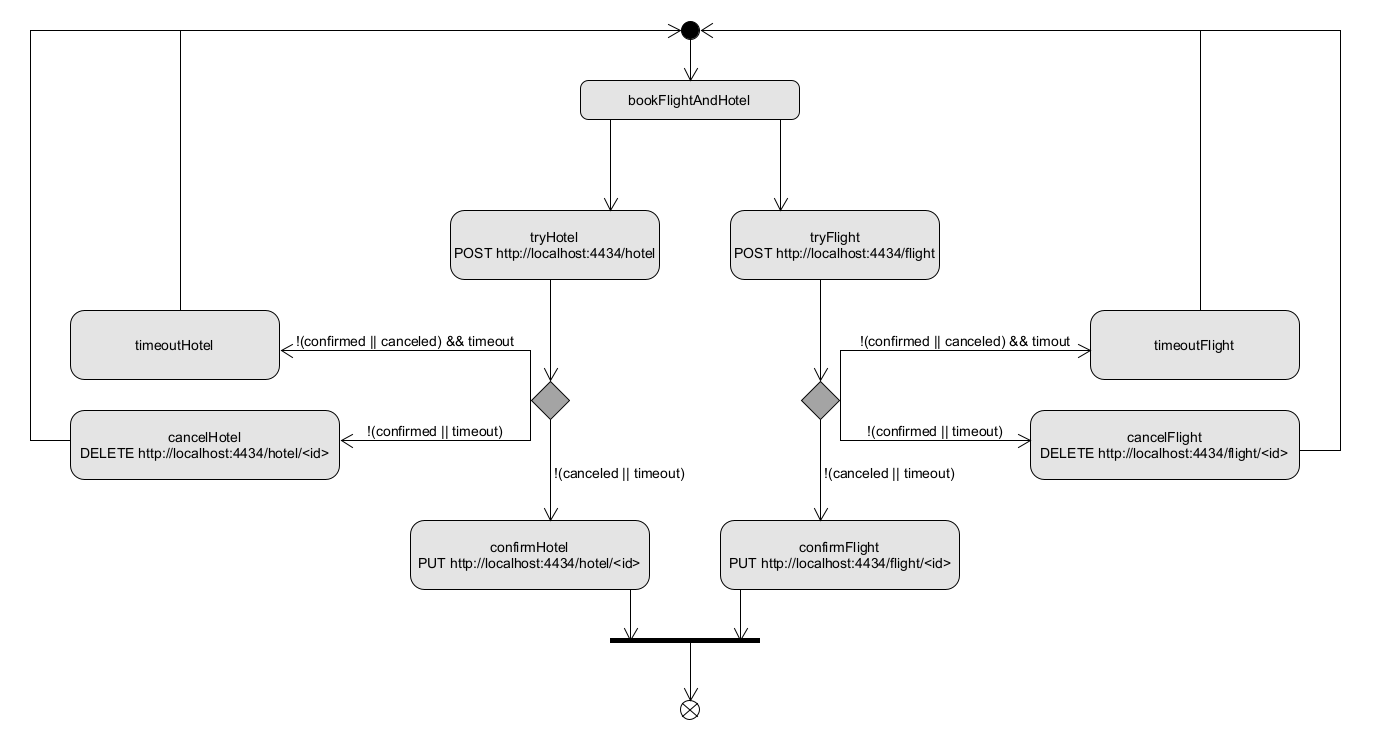 bookFlightAndHotel
tryHotel
POST http://localhost:4434/hotel
tryFlight
POST http://localhost:4434/flight
timeoutHotel
!(confirmed || canceled) && timeout
!(confirmed || canceled) && timout
timeoutFlight
cancelHotel
DELETE http://localhost:4434/hotel/<id>
!(confirmed || timeout)
!(confirmed || timeout)
cancelFlight
DELETE http://localhost:4434/flight/<id>
!(canceled || timeout)
!(canceled || timeout)
confirmHotel
PUT http://localhost:4434/hotel/<id>
confirmFlight
PUT http://localhost:4434/flight/<id>